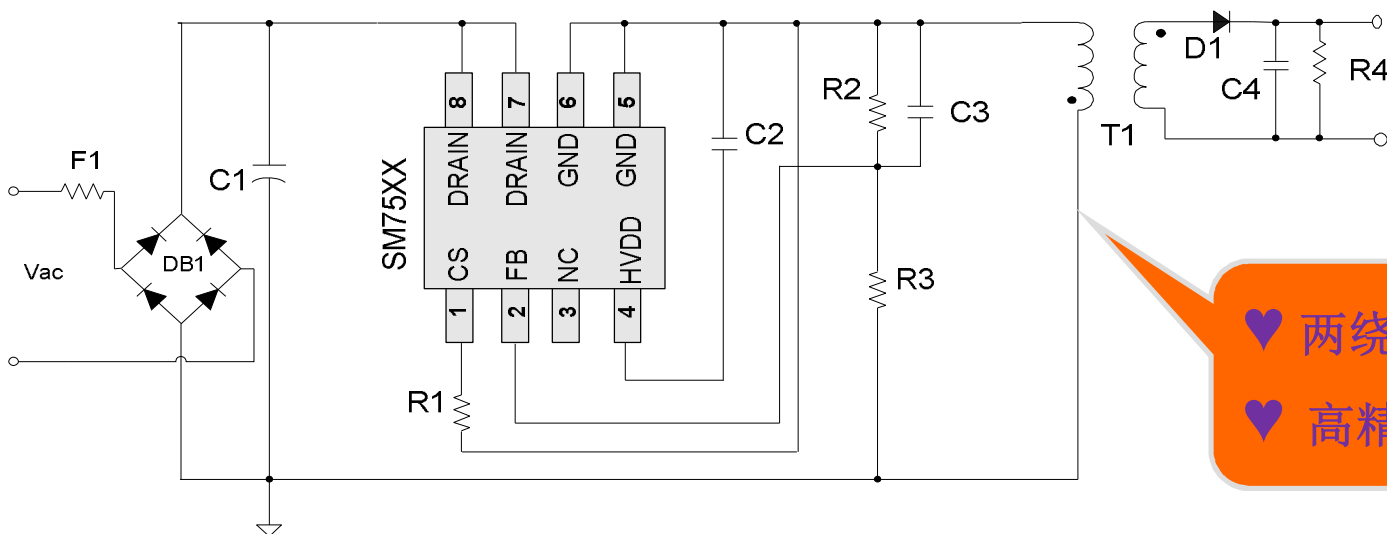 F1
Vac
DB1
C1
SM75XX
8 DRAIN
7 DRAIN
6 GND
5 GND
CS 1
FB 2
NC 3
HVDD 4
R1
C2
R2
C3
R3
T1
D1
C4
R4
♥ 两绕
♥ 高精